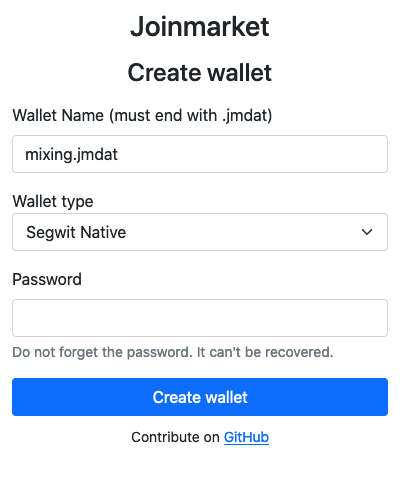 Joinmarket
Create wallet
Wallet Name (must end with .jmdat)
mixing.jmdat
Wallet type
Segwit Native
Password
Do not forget the password. It can't be recovered.
Create wallet
Contribute on GitHub